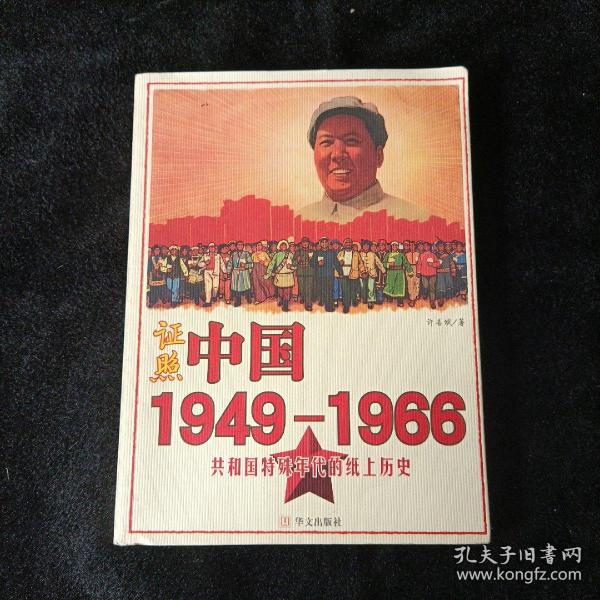 许善斌/著
证照
中国
1949-1966
共和国特殊年代的纸上历史
华文出版社
孔夫子旧书网
www.kongfz.com